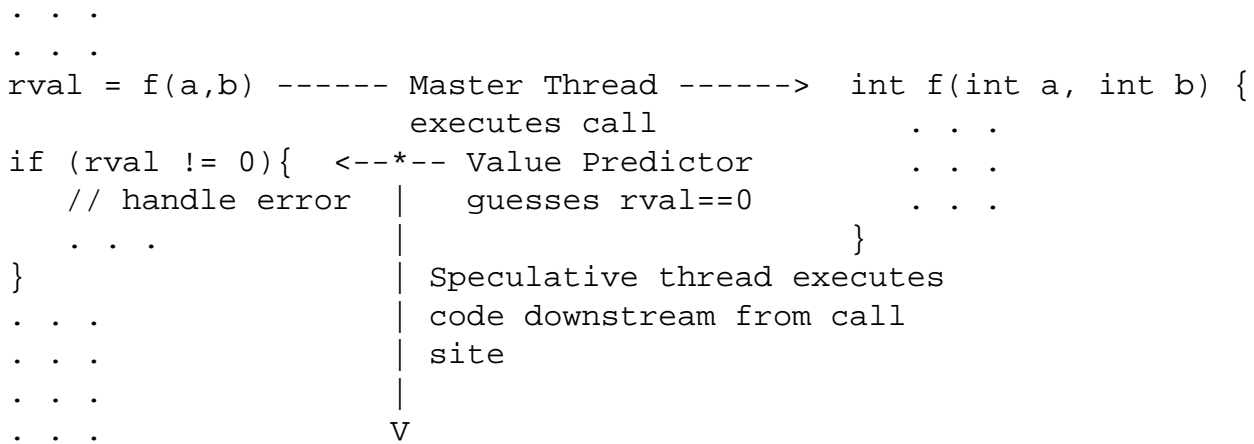 . . .
. . .
rval = f(a,b) ------ Master Thread ------>  int f(int a, int b) {
                     executes call             . . .
if (rval != 0){  <--*-- Value Predictor        . . .
   // handle error  |   guesses rval==0        . . .
   . . .            |                       }
}                   | Speculative thread executes
. . .               | code downstream from call
. . .               | site
. . .               |
. . .               V